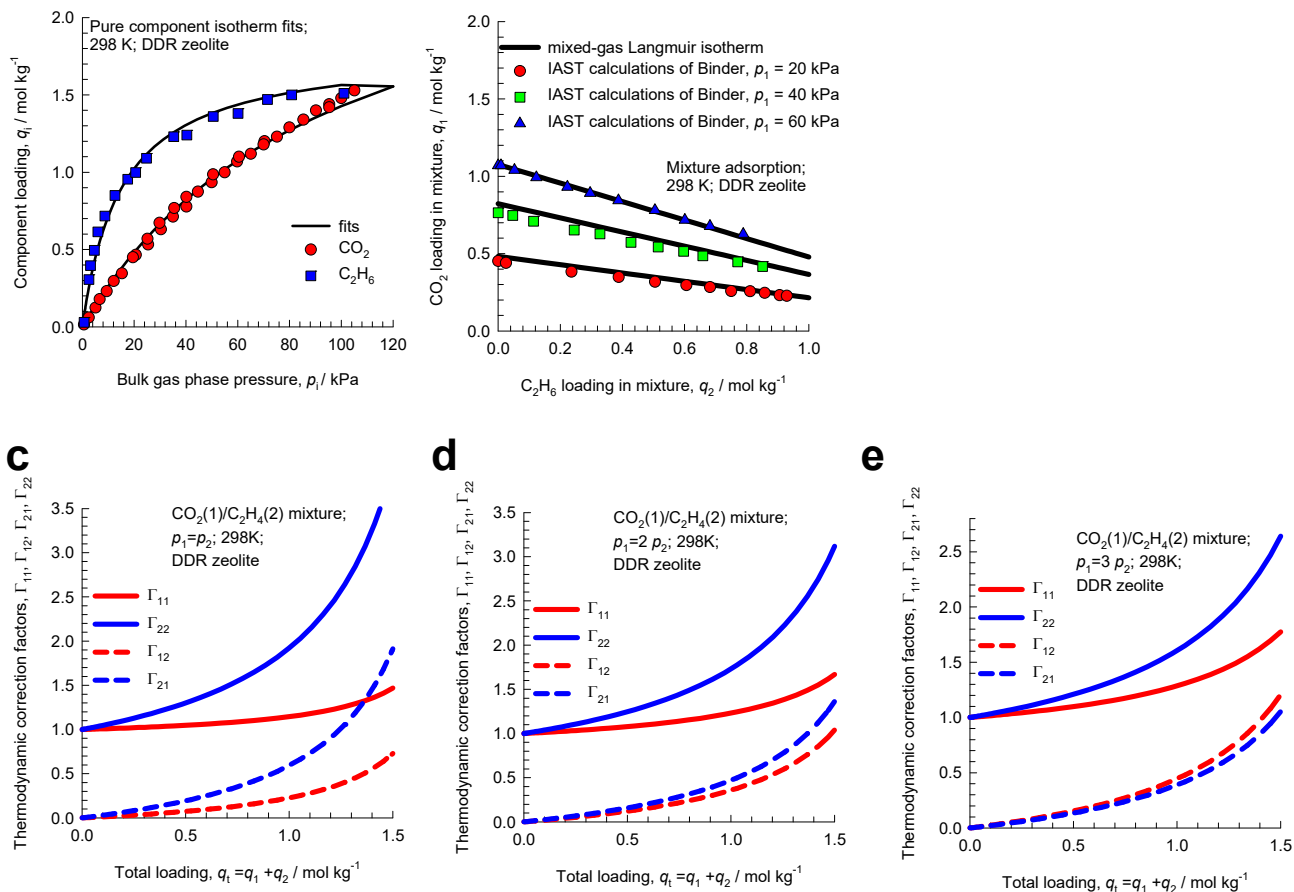 Pure component isotherm fits;
298 K; DDR zeolite
fits
CO2
C2H6
Component loading, qi / mol kg-1
0.0
0.5
1.0
1.5
2.0
0 20 40 60 80 100 120
Bulk gas phase pressure, pi / kPa
mixed-gas Langmuir isotherm
IAST calculations of Binder, p1 = 20 kPa
IAST calculations of Binder, p1 = 40 kPa
IAST calculations of Binder, p1 = 60 kPa
Mixture adsorption;
298 K; DDR zeolite
CO2 loading in mixture, q1 / mol kg-1
2.0
1.5
1.0
0.5
0.0
0.0 0.2 0.4 0.6 0.8 1.0
C2H6 loading in mixture, q2 / mol kg-1
c
Thermodynamic correction factors, Γ11, Γ12, Γ21, Γ22
CO2(1)/C2H4(2) mixture;
p1=p2; 298K;
DDR zeolite
Γ11
Γ22
Γ12
Γ21
3.5
3.0
2.5
2.0
1.5
1.0
0.5
0.0
0.0 0.5 1.0 1.5
Total loading, qt =q1 +q2 / mol kg-1
d
Thermodynamic correction factors, Γ11, Γ12, Γ21, Γ22
CO2(1)/C2H4(2) mixture;
p1=2 p2; 298K;
DDR zeolite
Γ11
Γ22
Γ12
Γ21
3.5
3.0
2.5
2.0
1.5
1.0
0.5
0.0
0.0 0.5 1.0 1.5
Total loading, qt =q1 +q2 / mol kg-1
e
Thermodynamic correction factors, Γ11, Γ12, Γ21, Γ22
CO2(1)/C2H4(2) mixture;
p1=3 p2; 298K;
DDR zeolite
Γ11
Γ22
Γ12
Γ21
2.5
2.0
1.5
1.0
0.5
0.0
0.0 0.5 1.0 1.5
Total loading, qt =q1 +q2 / mol kg-1